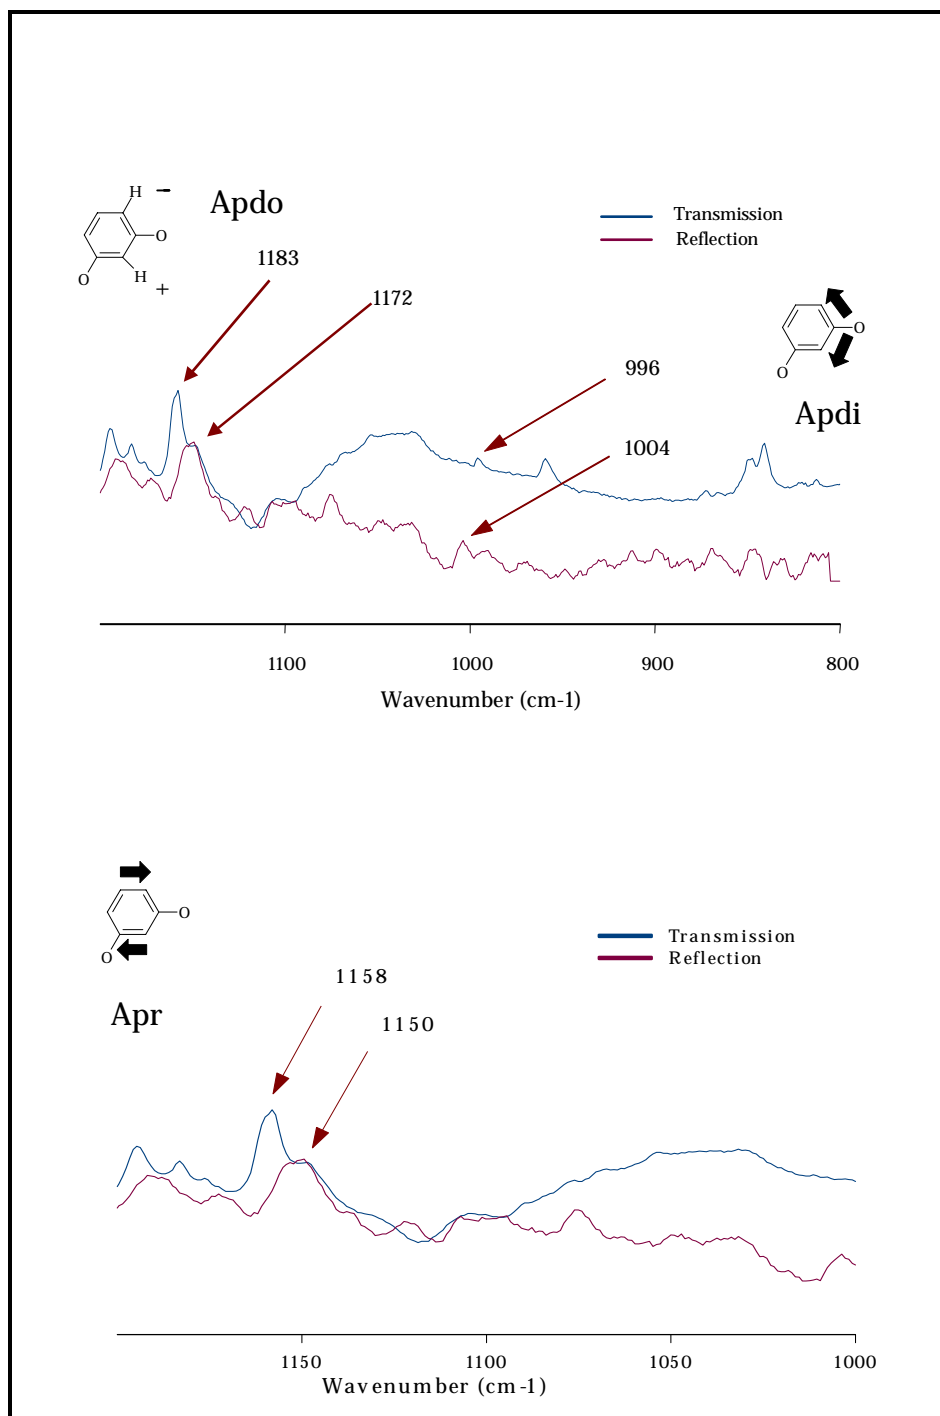 H
Apdo
Transmission
Reflection
O
1183
H
O
+
1172
O
996
O
Apdi
1004
1100
1000
900
800
Wavenumber (cm-1)
O
Transmission
Reflection
O
1158
Apr
1150
1150
1100
1050
1000
Wavenumber (cm-1)